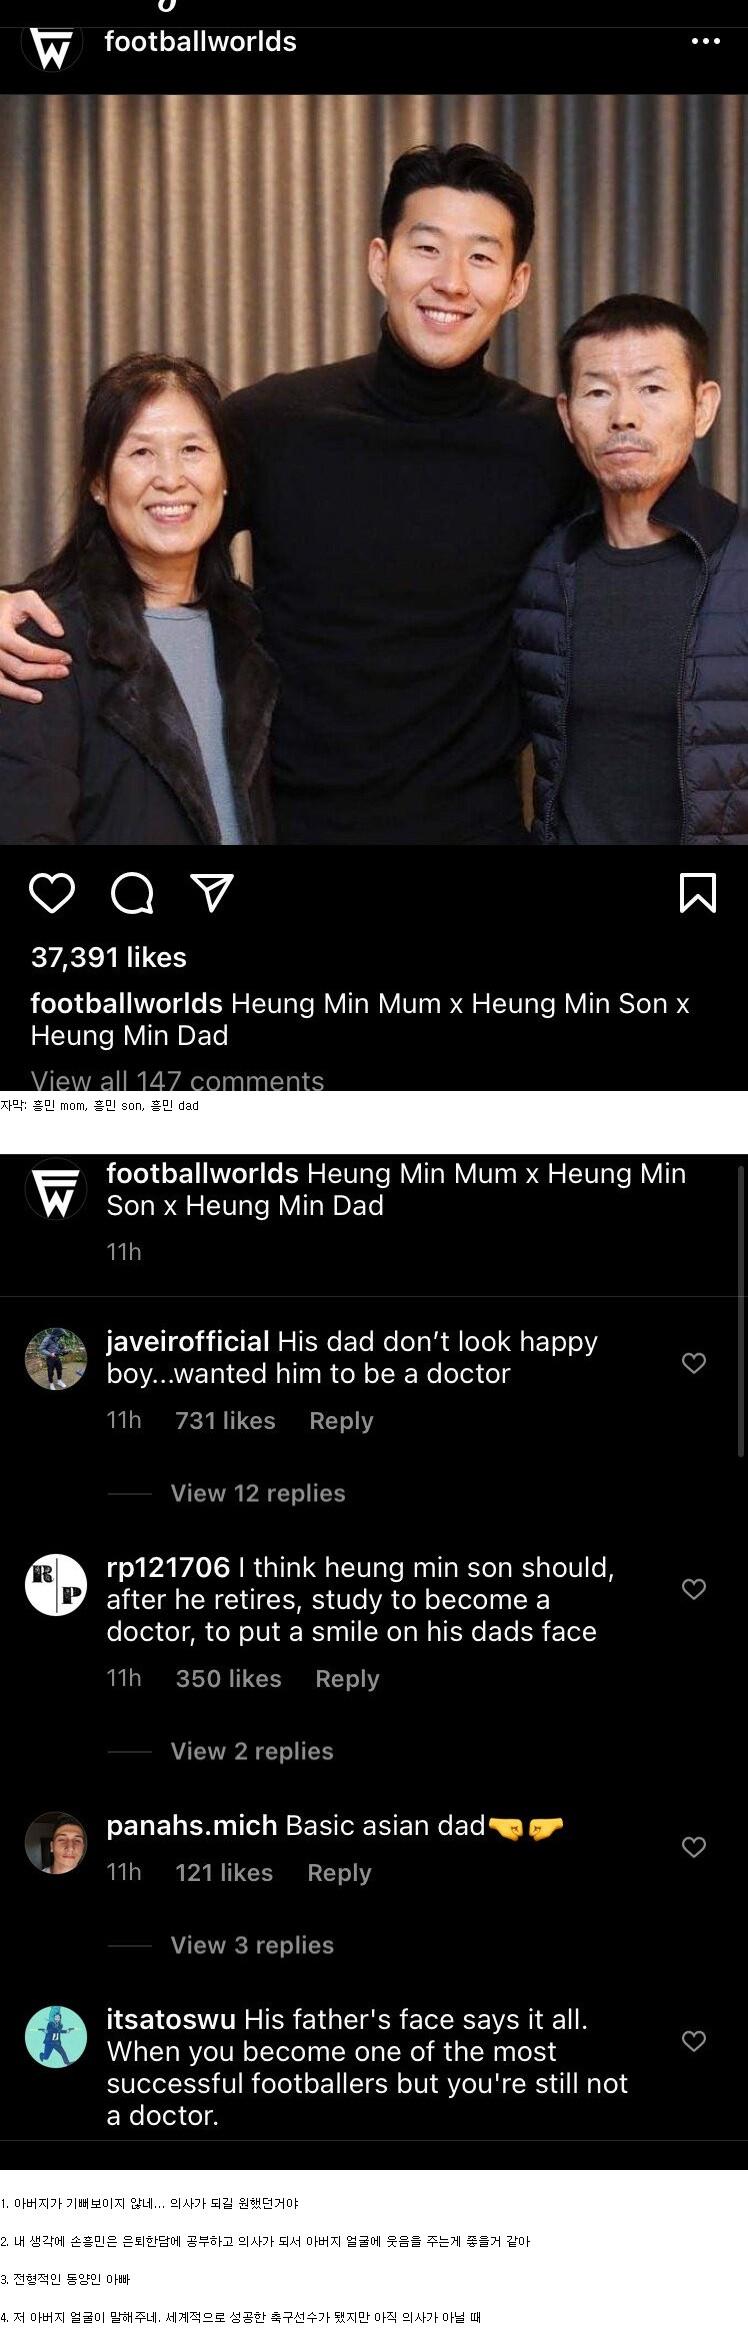 footballworlds
37,391 likes
footballworlds Heung Min Mum x Heung Min Son x
Heung Min Dad
View all 147 comments
자막: 흥민 mom, 흥민 son, 흥민 dad
footballworlds Heung Min Mum x Heung Min
Son x Heung Min Dad
11h
javeirofficial His dad don't look happy
boy...wanted him to be a doctor
11h 731 likes Reply
View 12 replies
rp121706 I think heung min son should,
after he retires, study to become a
doctor, to put a smile on his dads face
11h 350 likes Reply
View 2 replies
R P
panahs.mich Basic asian dad🤜🤛
11h 121 likes Reply
View 3 replies
itsatoswu His father's face says it all.
When you become one of the most
successful footballers but you're still not
a doctor.
1. 아버지가 기뻐보이지 않네... 의사가 되길 원했던거야
2. 내 생각에 손흥민은 은퇴한담에 공부하고 의사가 되서 아버지 얼굴에 웃음을 주는게 좋을거 같아
3. 전형적인 동양인 아빠
4. 저 아버지 얼굴이 말해주네. 세계적으로 성공한 축구선수가 됐지만 아직 의사가 아닐 때